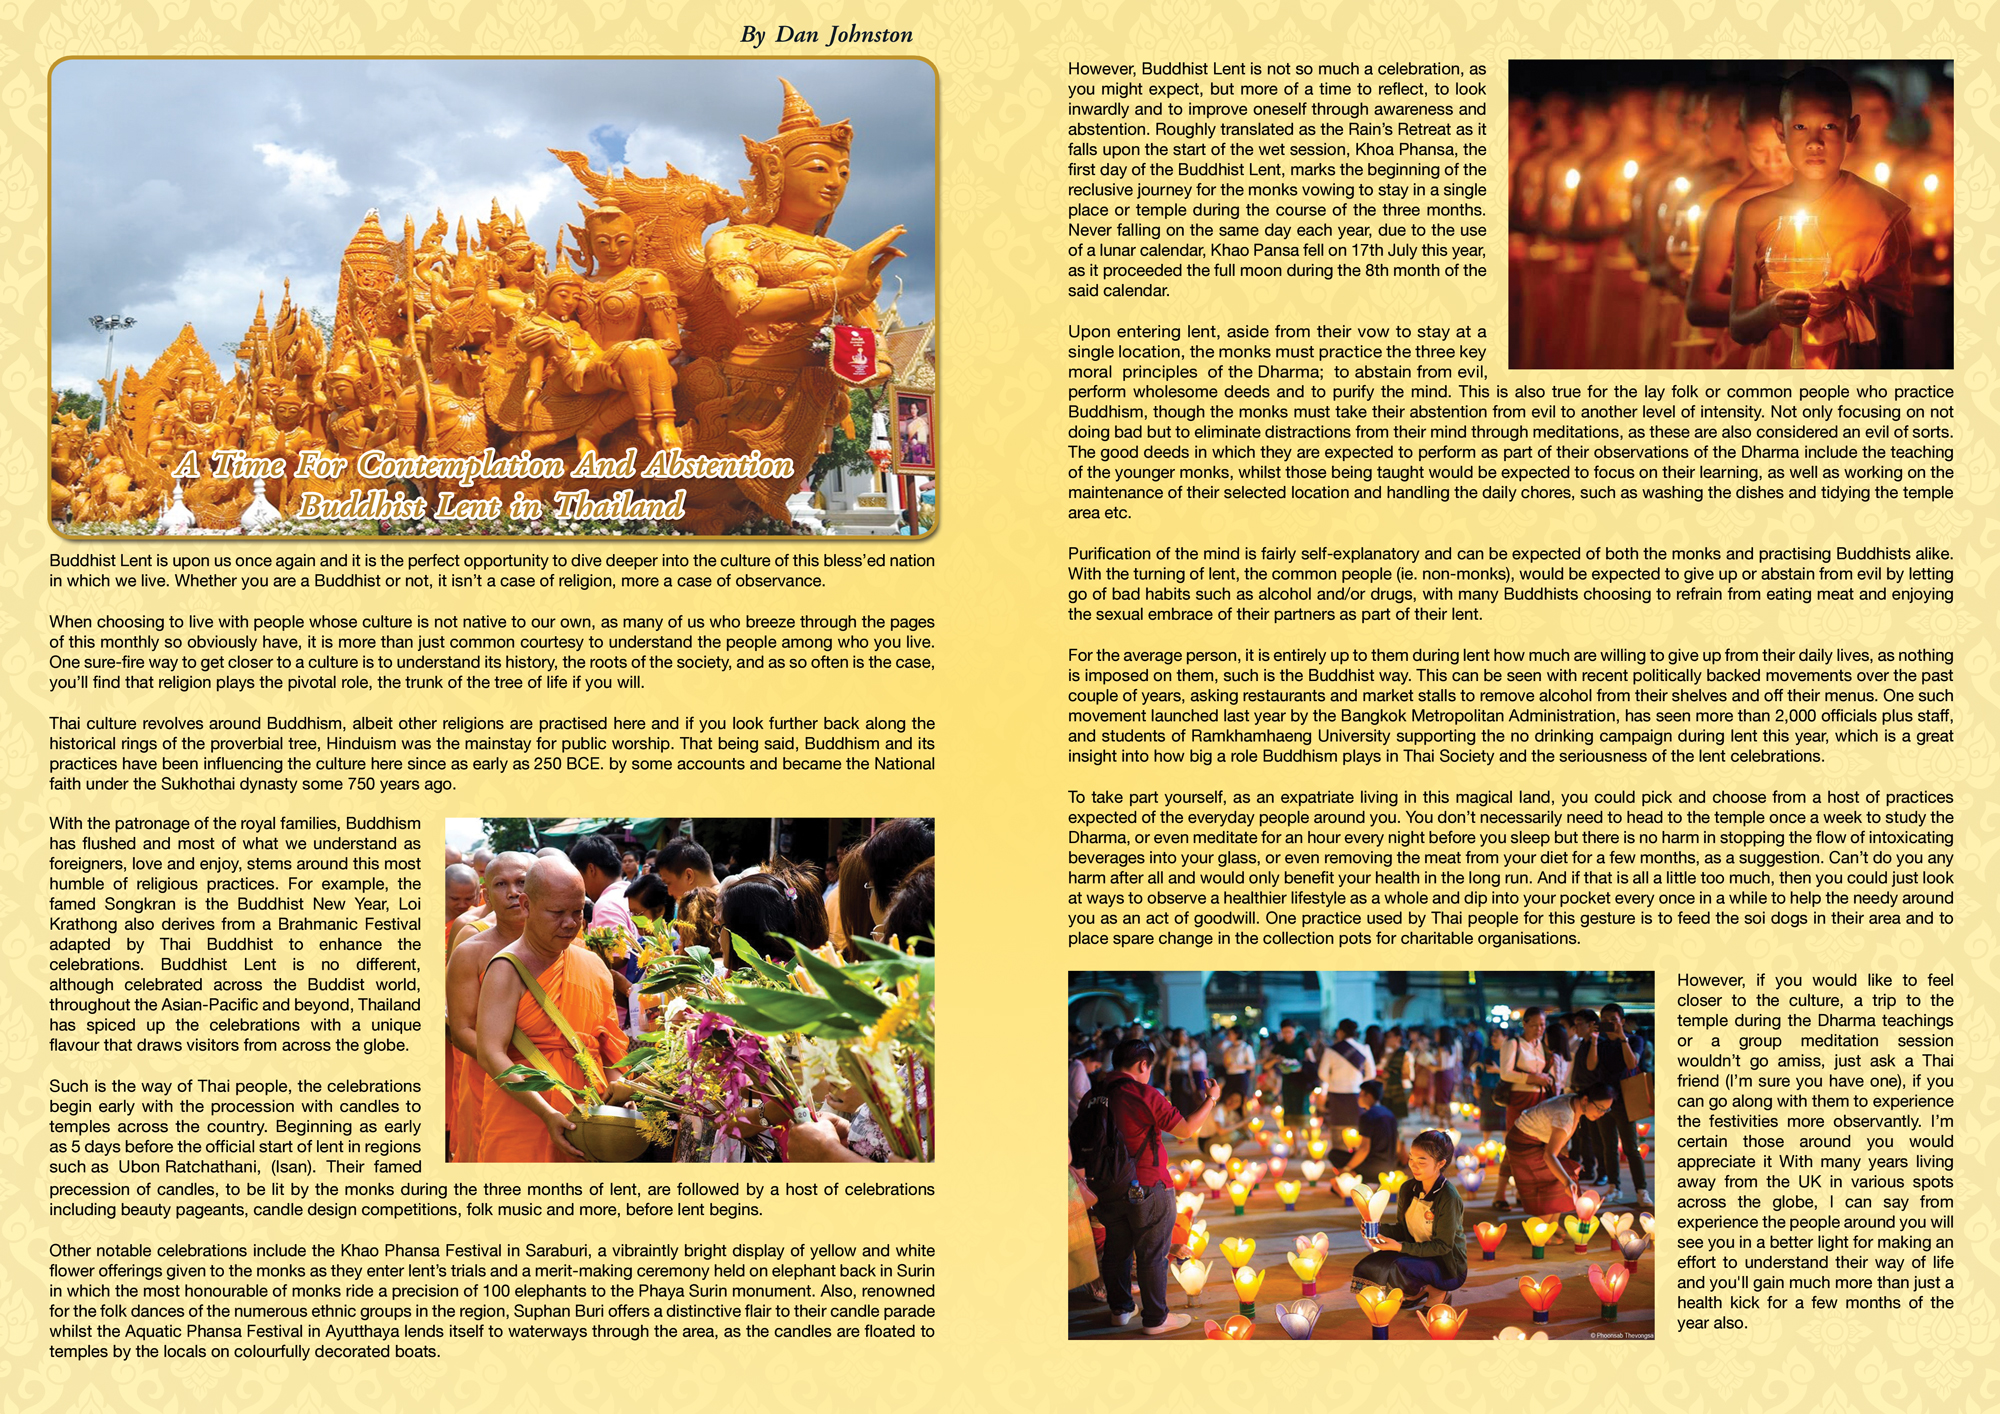 By Dan Johnston
A Time For Contemplation And Abstention
Buddhist Lent in Thailand
Buddhist Lent is upon us once again and it is the perfect opportunity to dive deeper into the culture of this bless'ed nation
in which we live. Whether you are a Buddhist or not, it isn't a case of religion, more a case of observance.
When choosing to live with people whose culture is not native to our own, as many of us who breeze through the pages
of this monthly so obviously have, it is more than just common courtesy to understand the people among who you live.
One sure-fire way to get closer to a culture is to understand its history, the roots of the society, and as so often is the case,
you'll find that religion plays the pivotal role, the trunk of the tree of life if you will.
Thai culture revolves around Buddhism, albeit other religions are practised here and if you look further back along the
historical rings of the proverbial tree, Hinduism was the mainstay for public worship. That being said, Buddhism and its
practices have been influencing the culture here since as early as 250 BCE. by some accounts and became the National
faith under the Sukhothai dynasty some 750 years ago.
With the patronage of the royal families, Buddhism
has flushed and most of what we understand as
foreigners, love and enjoy, stems around this most
humble of religious practices. For example, the
famed Songkran is the Buddhist New Year, Loi
Krathong also derives from a Brahmanic Festival
adapted by Thai Buddhist to enhance the
celebrations. Buddhist Lent is no different,
although celebrated across the Buddist world,
throughout the Asian-Pacific and beyond, Thailand
has spiced up the celebrations with a unique
flavour that draws visitors from across the globe.
Such is the way of Thai people, the celebrations
begin early with the procession with candles to
temples across the country. Beginning as early
as 5 days before the official start of lent in regions
such as Ubon Ratchathani, (Isan). Their famed
precession of candles, to be lit by the monks during the three months of lent, are followed by a host of celebrations
including beauty pageants, candle design competitions, folk music and more, before lent begins.
Other notable celebrations include the Khao Phansa Festival in Saraburi, a vibraintly bright display of yellow and white
flower offerings given to the monks as they enter lent's trials and a merit-making ceremony held on elephant back in Surin
in which the most honourable of monks ride a precision of 100 elephants to the Phaya Surin monument. Also, renowned
for the folk dances of the numerous ethnic groups in the region, Suphan Buri offers a distinctive flair to their candle parade
whilst the Aquatic Phansa Festival in Ayutthaya lends itself to waterways through the area, as the candles are floated to
temples by the locals on colourfully decorated boats.
However, Buddhist Lent is not so much a celebration, as
you might expect, but more of a time to reflect, to look
inwardly and to improve oneself through awareness and
abstention. Roughly translated as the Rain's Retreat as it
falls upon the start of the wet session, Khoa Phansa, the
first day of the Buddhist Lent, marks the beginning of the
reclusive journey for the monks vowing to stay in a single
place or temple during the course of the three months.
Never falling on the same day each year, due to the use
of a lunar calendar, Khao Pansa fell on 17th July this year,
as it proceeded the full moon during the 8th month of the
said calendar.
Upon entering lent, aside from their vow to stay at a
single location, the monks must practice the three key
moral principles of the Dharma; to abstain from evil,
perform wholesome deeds and to purify the mind. This is also true for the lay folk or common people who practice
Buddhism, though the monks must take their abstention from evil to another level of intensity. Not only focusing on not
doing bad but to eliminate distractions from their mind through meditations, as these are also considered an evil of sorts.
The good deeds in which they are expected to perform as part of their observations of the Dharma include the teaching
of the younger monks, whilst those being taught would be expected to focus on their learning, as well as working on the
maintenance of their selected location and handling the daily chores, such as washing the dishes and tidying the temple
area etc.
Purification of the mind is fairly self-explanatory and can be expected of both the monks and practising Buddhists alike.
With the turning of lent, the common people (ie. non-monks), would be expected to give up or abstain from evil by letting
go of bad habits such as alcohol and/or drugs, with many Buddhists choosing to refrain from eating meat and enjoying
the sexual embrace of their partners as part of their lent.
For the average person, it is entirely up to them during lent how much are willing to give up from their daily lives, as nothing
is imposed on them, such is the Buddhist way. This can be seen with recent politically backed movements over the past
couple of years, asking restaurants and market stalls to remove alcohol from their shelves and off their menus. One such
movement launched last year by the Bangkok Metropolitan Administration, has seen more than 2,000 officials plus staff,
and students of Ramkhamhaeng University supporting the no drinking campaign during lent this year, which is a great
insight into how big a role Buddhism plays in Thai Society and the seriousness of the lent celebrations.
To take part yourself, as an expatriate living in this magical land, you could pick and choose from a host of practices
expected of the everyday people around you. You don't necessarily need to head to the temple once a week to study the
Dharma, or even meditate for an hour every night before you sleep but there is no harm in stopping the flow of intoxicating
beverages into your glass, or even removing the meat from your diet for a few months, as a suggestion. Can't do you any
harm after all and would only benefit your health in the long run. And if that is all a little too much, then you could just look
at ways to observe a healthier lifestyle as a whole and dip into your pocket every once in a while to help the needy around
you as an act of goodwill. One practice used by Thai people for this gesture is to feed the soi dogs in their area and to
place spare change in the collection pots for charitable organisations.
However, if you would like to feel
closer to the culture, a trip to the
temple during the Dharma teachings
or a group meditation session
wouldn't go amiss, just ask a Thai
friend (I'm sure you have one), if you
can go along with them to experience
the festivities more observantly. I'm
certain those around you would
appreciate it With many years living
away from the UK in various spots
across the globe, I can say from
experience the people around you will
see you in a better light for making an
effort to understand their way of life
and you'll gain much more than just a
health kick for a few months of the
year also.
© Phoonsab Thevongsa